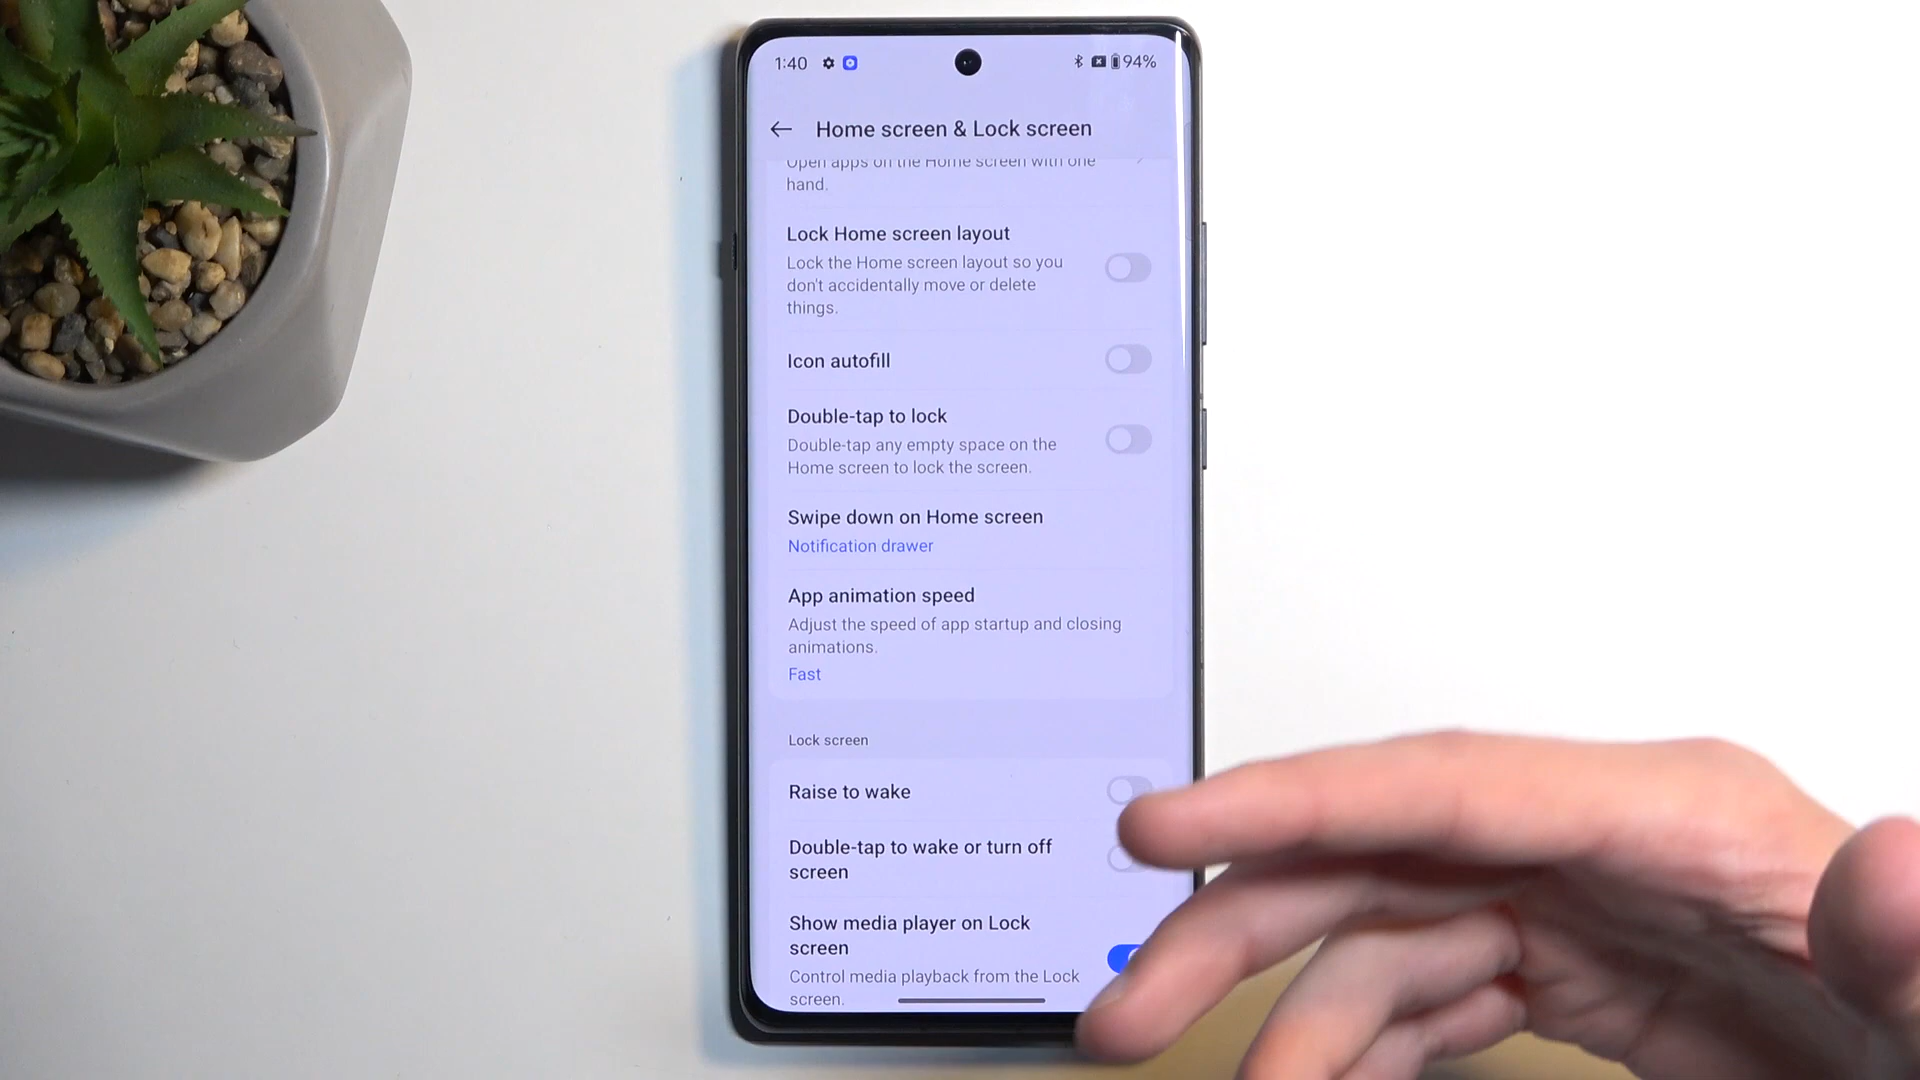 1:40 94%
Home screen & Lock screen
Open apps on the Home screen with one
hand.
Lock Home screen layout
Lock the Home screen layout so you
don't accidentally move or delete
things.
Icon autofill
Double-tap to lock
Double-tap any empty space on the
Home screen to lock the screen.
Swipe down on Home screen
Notification drawer
App animation speed
Adjust the speed of app startup and closing
animations.
Fast
Lock screen
Raise to wake
Double-tap to wake or turn off
screen
Show media player on Lock
screen
Control media playback from the Lock
screen.